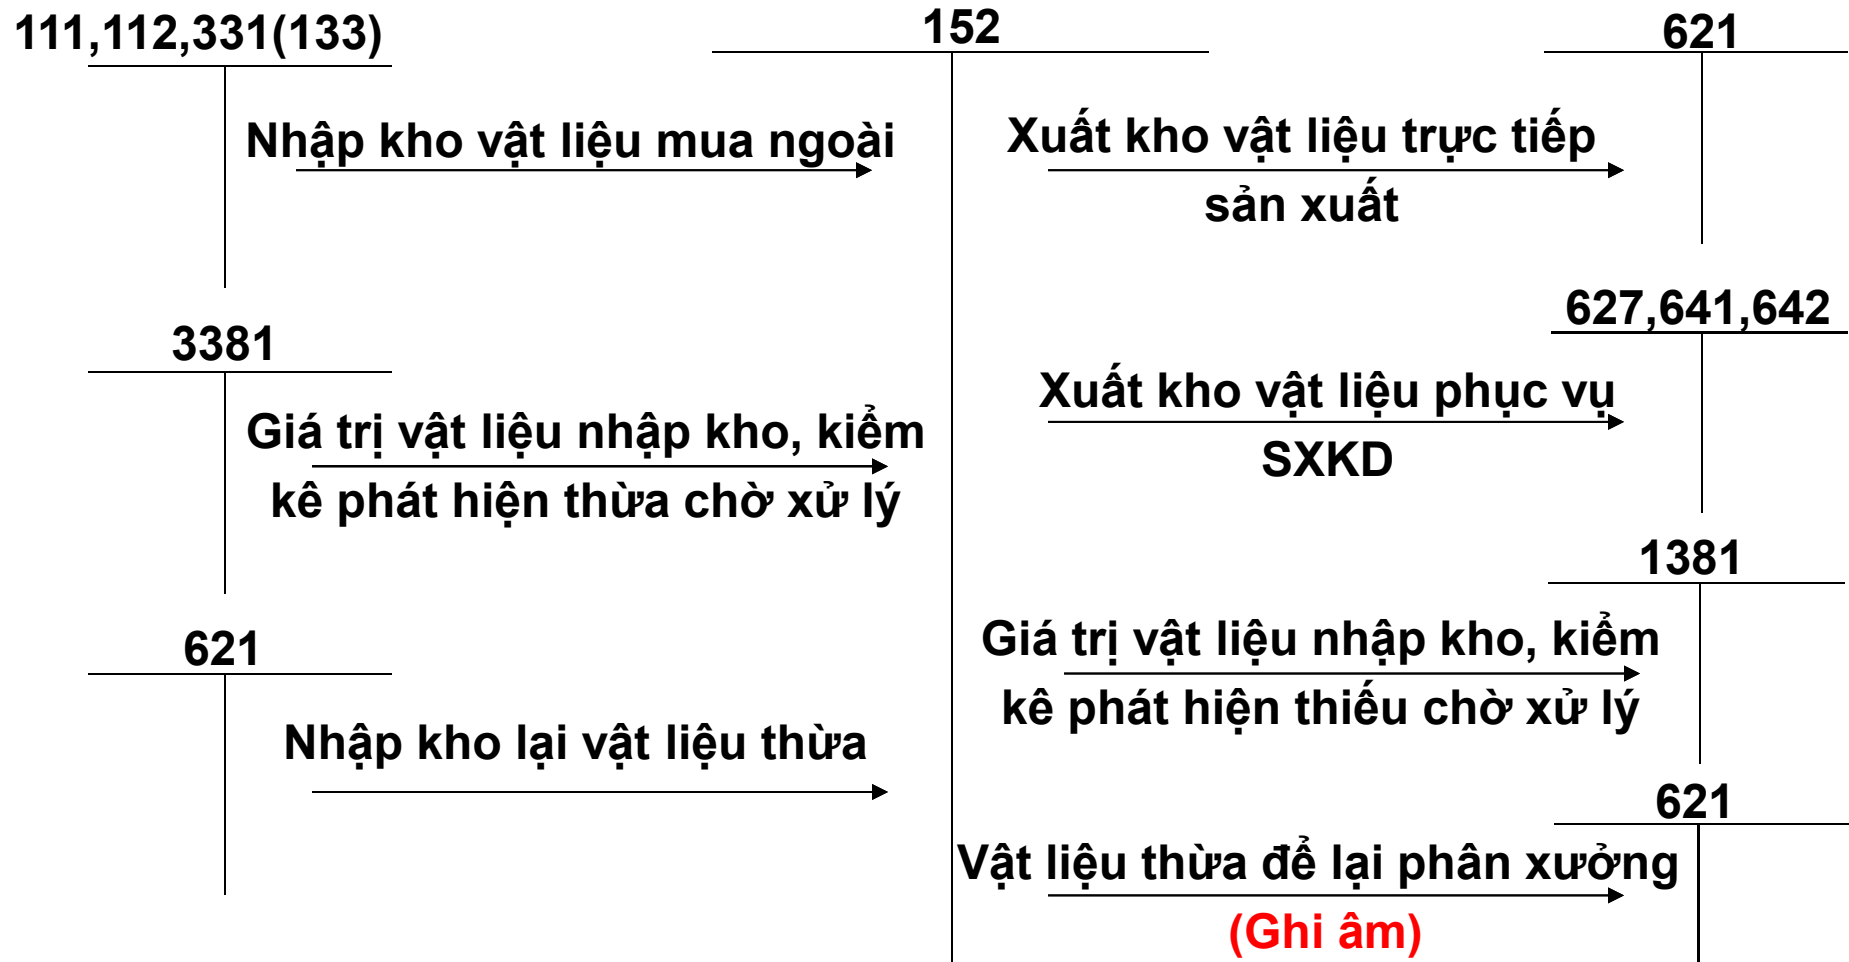 111,112,331(133)
152
621
Nhập kho vật liệu mua ngoài
Xuất kho vật liệu trực tiếp
sản xuất
627,641,642
3381
Xuất kho vật liệu phục vụ
SXKD
Giá trị vật liệu nhập kho, kiểm
kê phát hiện thừa chờ xử lý
1381
621
Giá trị vật liệu nhập kho, kiểm
kê phát hiện thiếu chờ xử lý
Nhập kho lại vật liệu thừa
621
Vật liệu thừa để lại phân xưởng
(Ghi âm)